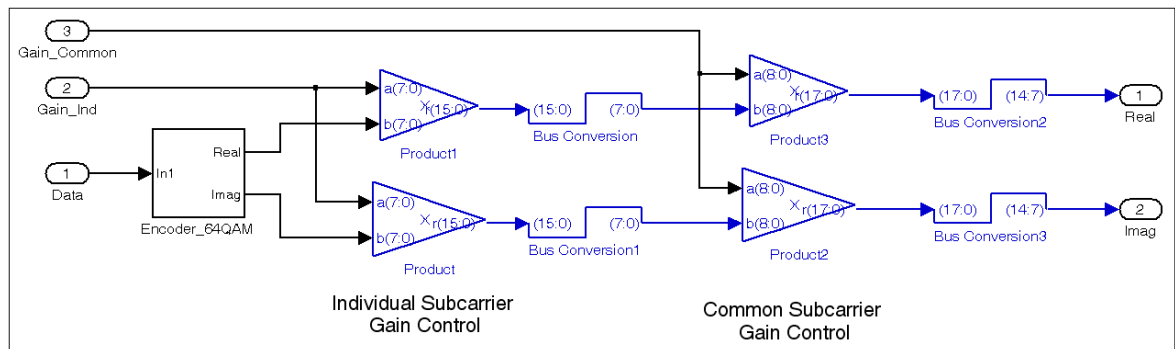 3
Gain_Common
2
Gain_Ind
1
Data
In1
Real
Imag
Encoder_64QAM
a(7:0)
r(15:0)
b(7:0)
Product1
(15:0)
(7:0)
Bus Conversion
a(8:0)
r(17:0)
b(8:0)
Product3
(17:0)
(14:7)
Bus Conversion2
1
Real
a(7:0)
r(15:0)
b(7:0)
Product
(15:0)
(7:0)
Bus Conversion1
a(8:0)
r(17:0)
b(8:0)
Product2
(17:0)
(14:7)
Bus Conversion3
2
Imag
Individual Subcarrier
Gain Control
Common Subcarrier
Gain Control